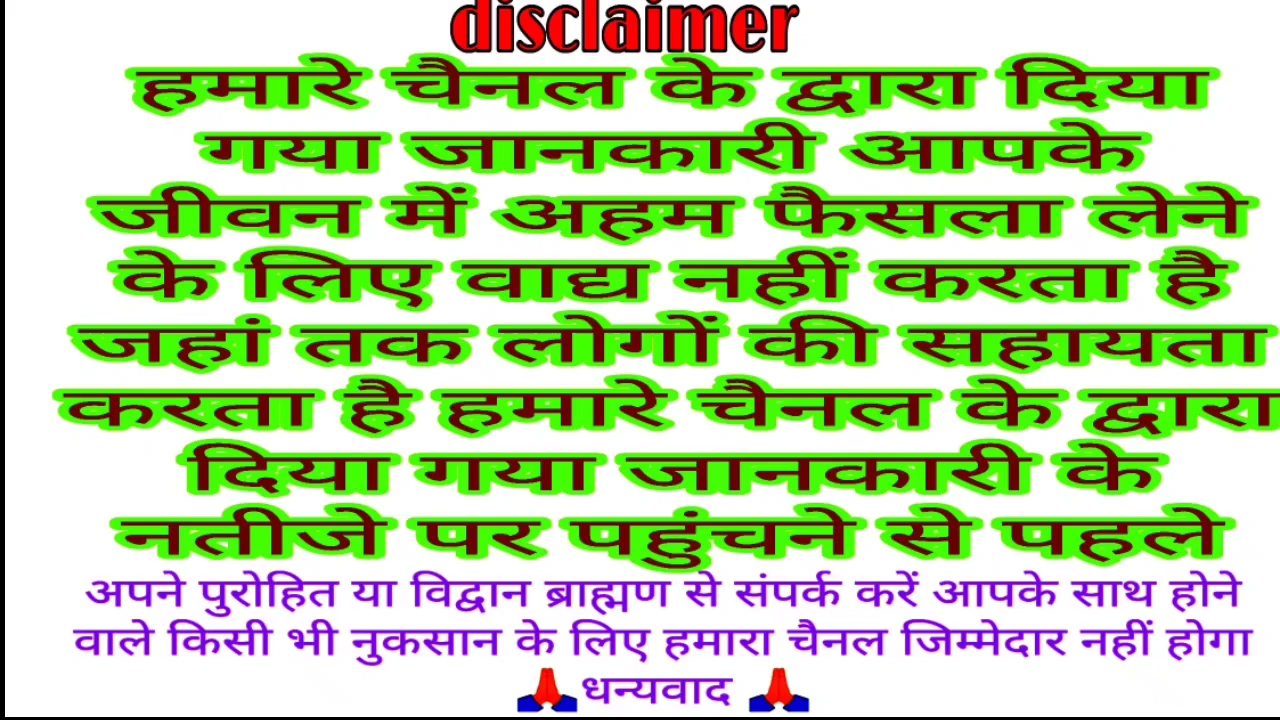 disclaimer
हमारे चैनल के द्वारा दिया
गया जानकारी आपके
जीवन में अहम फैसला लेने
के लिए वाद्य नहीं करता है
जहां तक लोगों की सहायता
करता है हमारे चैनल के द्वारा
दिया गया जानकारी के
नतीजे पर पहुंचने से पहले
अपने पुरोहित या विद्वान ब्राह्मण से संपर्क करें आपके साथ होने
वाले किसी भी नुकसान के लिए हमारा चैनल जिम्मेदार नहीं होगा
🙏धन्यवाद 🙏